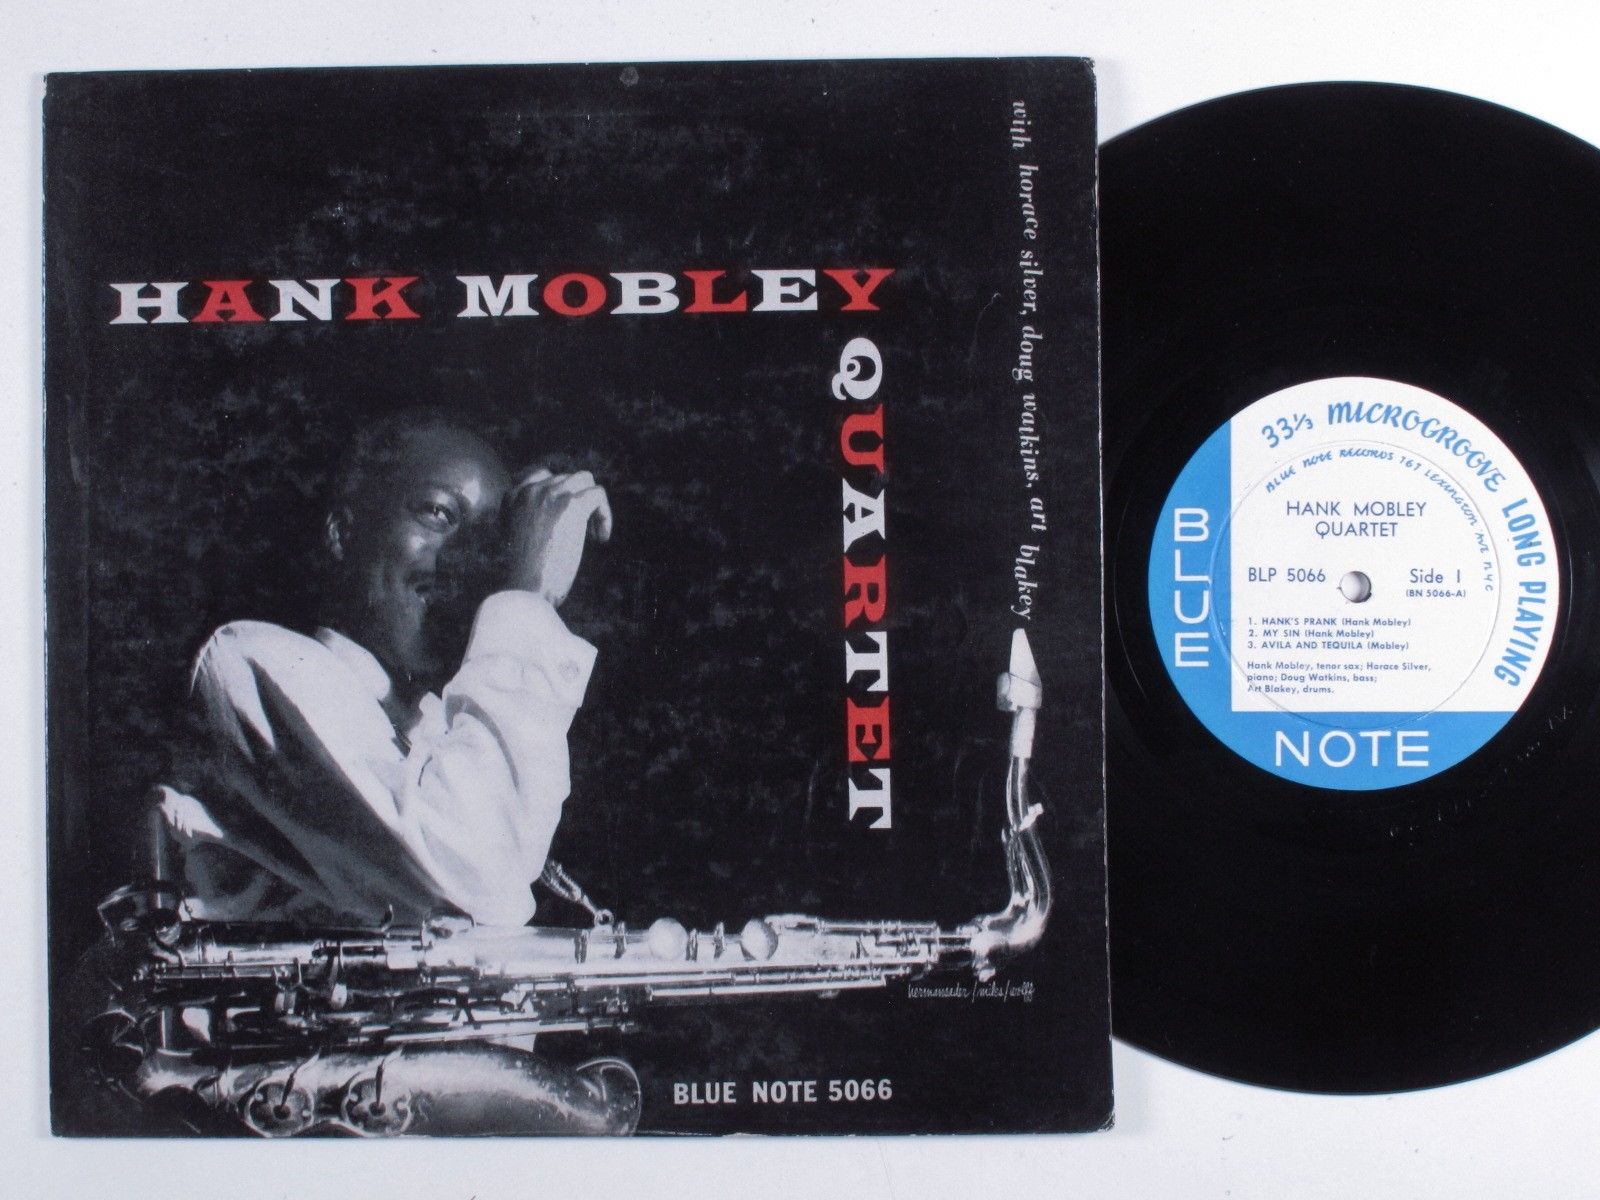 HANK MOBLEY
QUARTET
with horace silver, doug watkins, art blakey
hermanseder/miles/wolff
BLUE NOTE 5066
33⅓ MICROGROOVE LONG PLAYING
BLUE NOTE RECORDS 767 LEXINGTON AVE NYC
HANK MOBLEY
QUARTET
BLP 5066
Side 1
(BN 5066-A)
1. HANK'S PRANK (Hank Mobley)
2. MY SIN (Hank Mobley)
3. AVILA AND TEQUILA (Mobley)
Hank Mobley, tenor sax; Horace Silver,
piano; Doug Watkins, bass;
Art Blakey, drums.
BLUE
NOTE